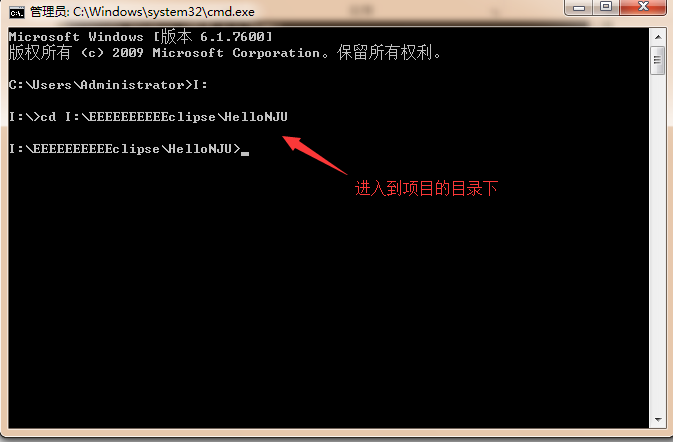 管理员: C:\Windows\system32\cmd.exe
Microsoft Windows [版本 6.1.7600]
版权所有 (c) 2009 Microsoft Corporation。保留所有权利。
C:\Users\Administrator>I:
I:\>cd I:\EEEEEEEEEEclipse\HelloNJU
I:\EEEEEEEEEEclipse\HelloNJU>_
进入到项目的目录下